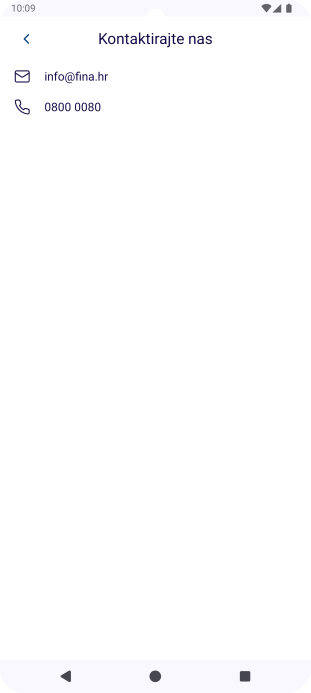 10:09
Kontaktirajte nas
info@fina.hr
0800 0080